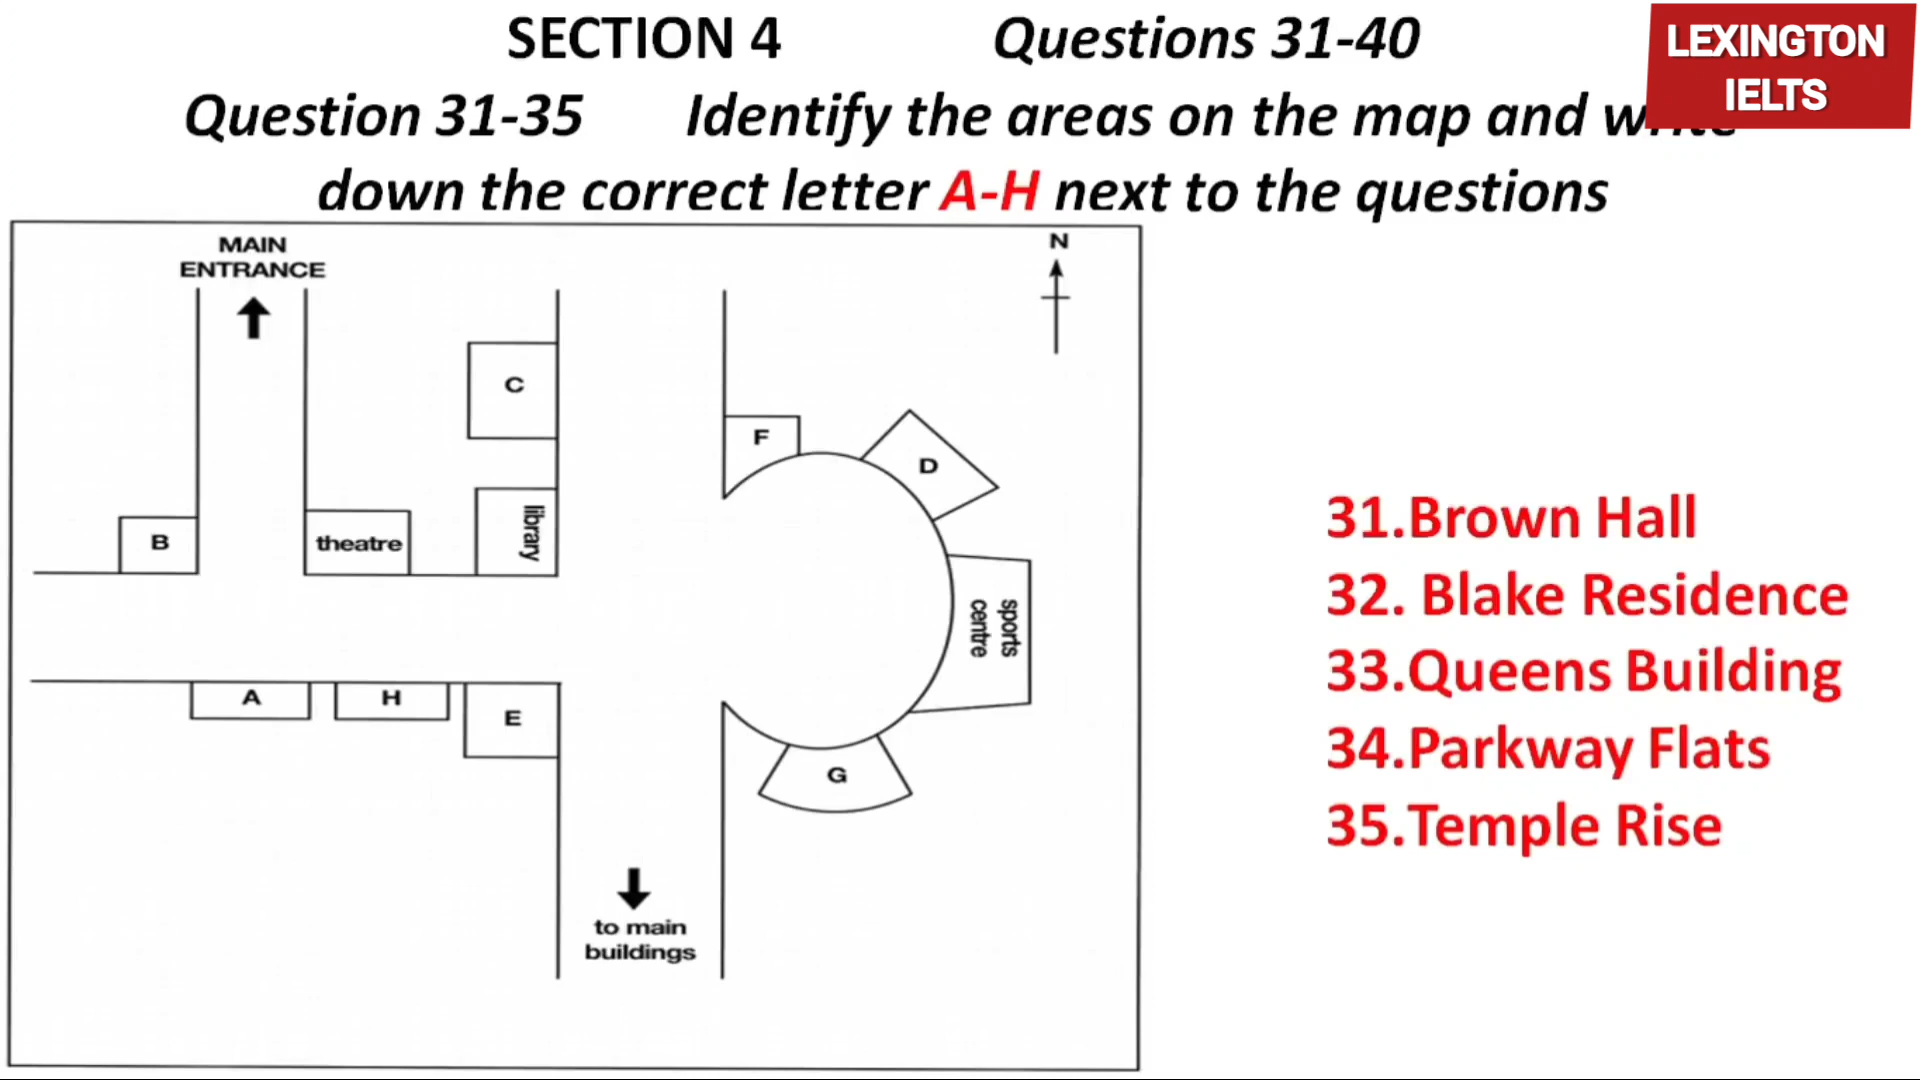 SECTION 4 Questions 31-40
LEXINGTON
IELTS
Question 31-35 Identify the areas on the map and
down the correct letter A-H next to the questions
MAIN
ENTRANCE
N
C
F
D
B
theatre
library
sports
centre
A
H
E
G
to main
buildings
31.Brown Hall
32. Blake Residence
33.Queens Building
34.Parkway Flats
35.Temple Rise